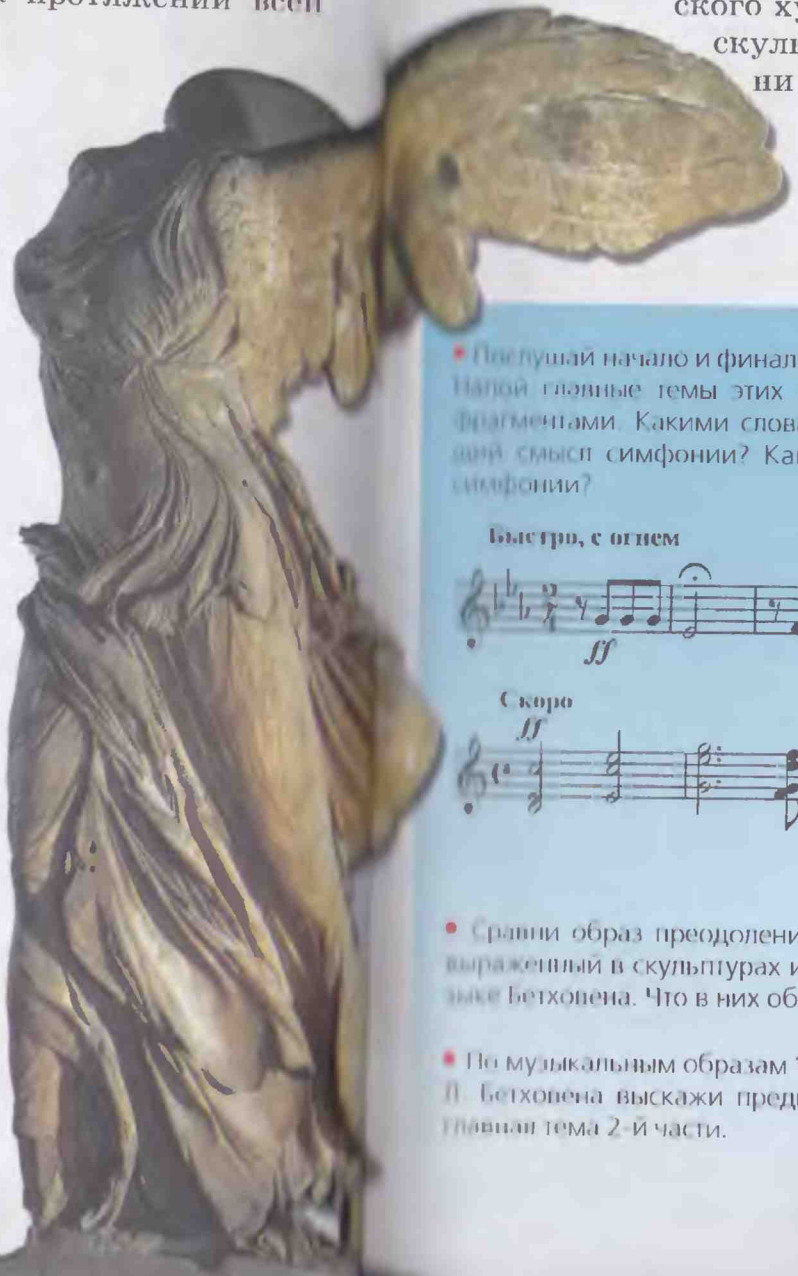 протяжении всей
ского ху
скуль
ни
• Послушай начало и финал
Напой главные темы этих
фрагментами. Какими слова
щий смысл симфонии? Ка
симфонии?
Быстро, с огнем
ff
Скоро
ff
• Сравни образ преодолени
выраженный в скульптурах и
зыке Бетховена. Что в них об
• По музыкальным образам
Л. Бетховена выскажи пред
главная тема 2-й части.